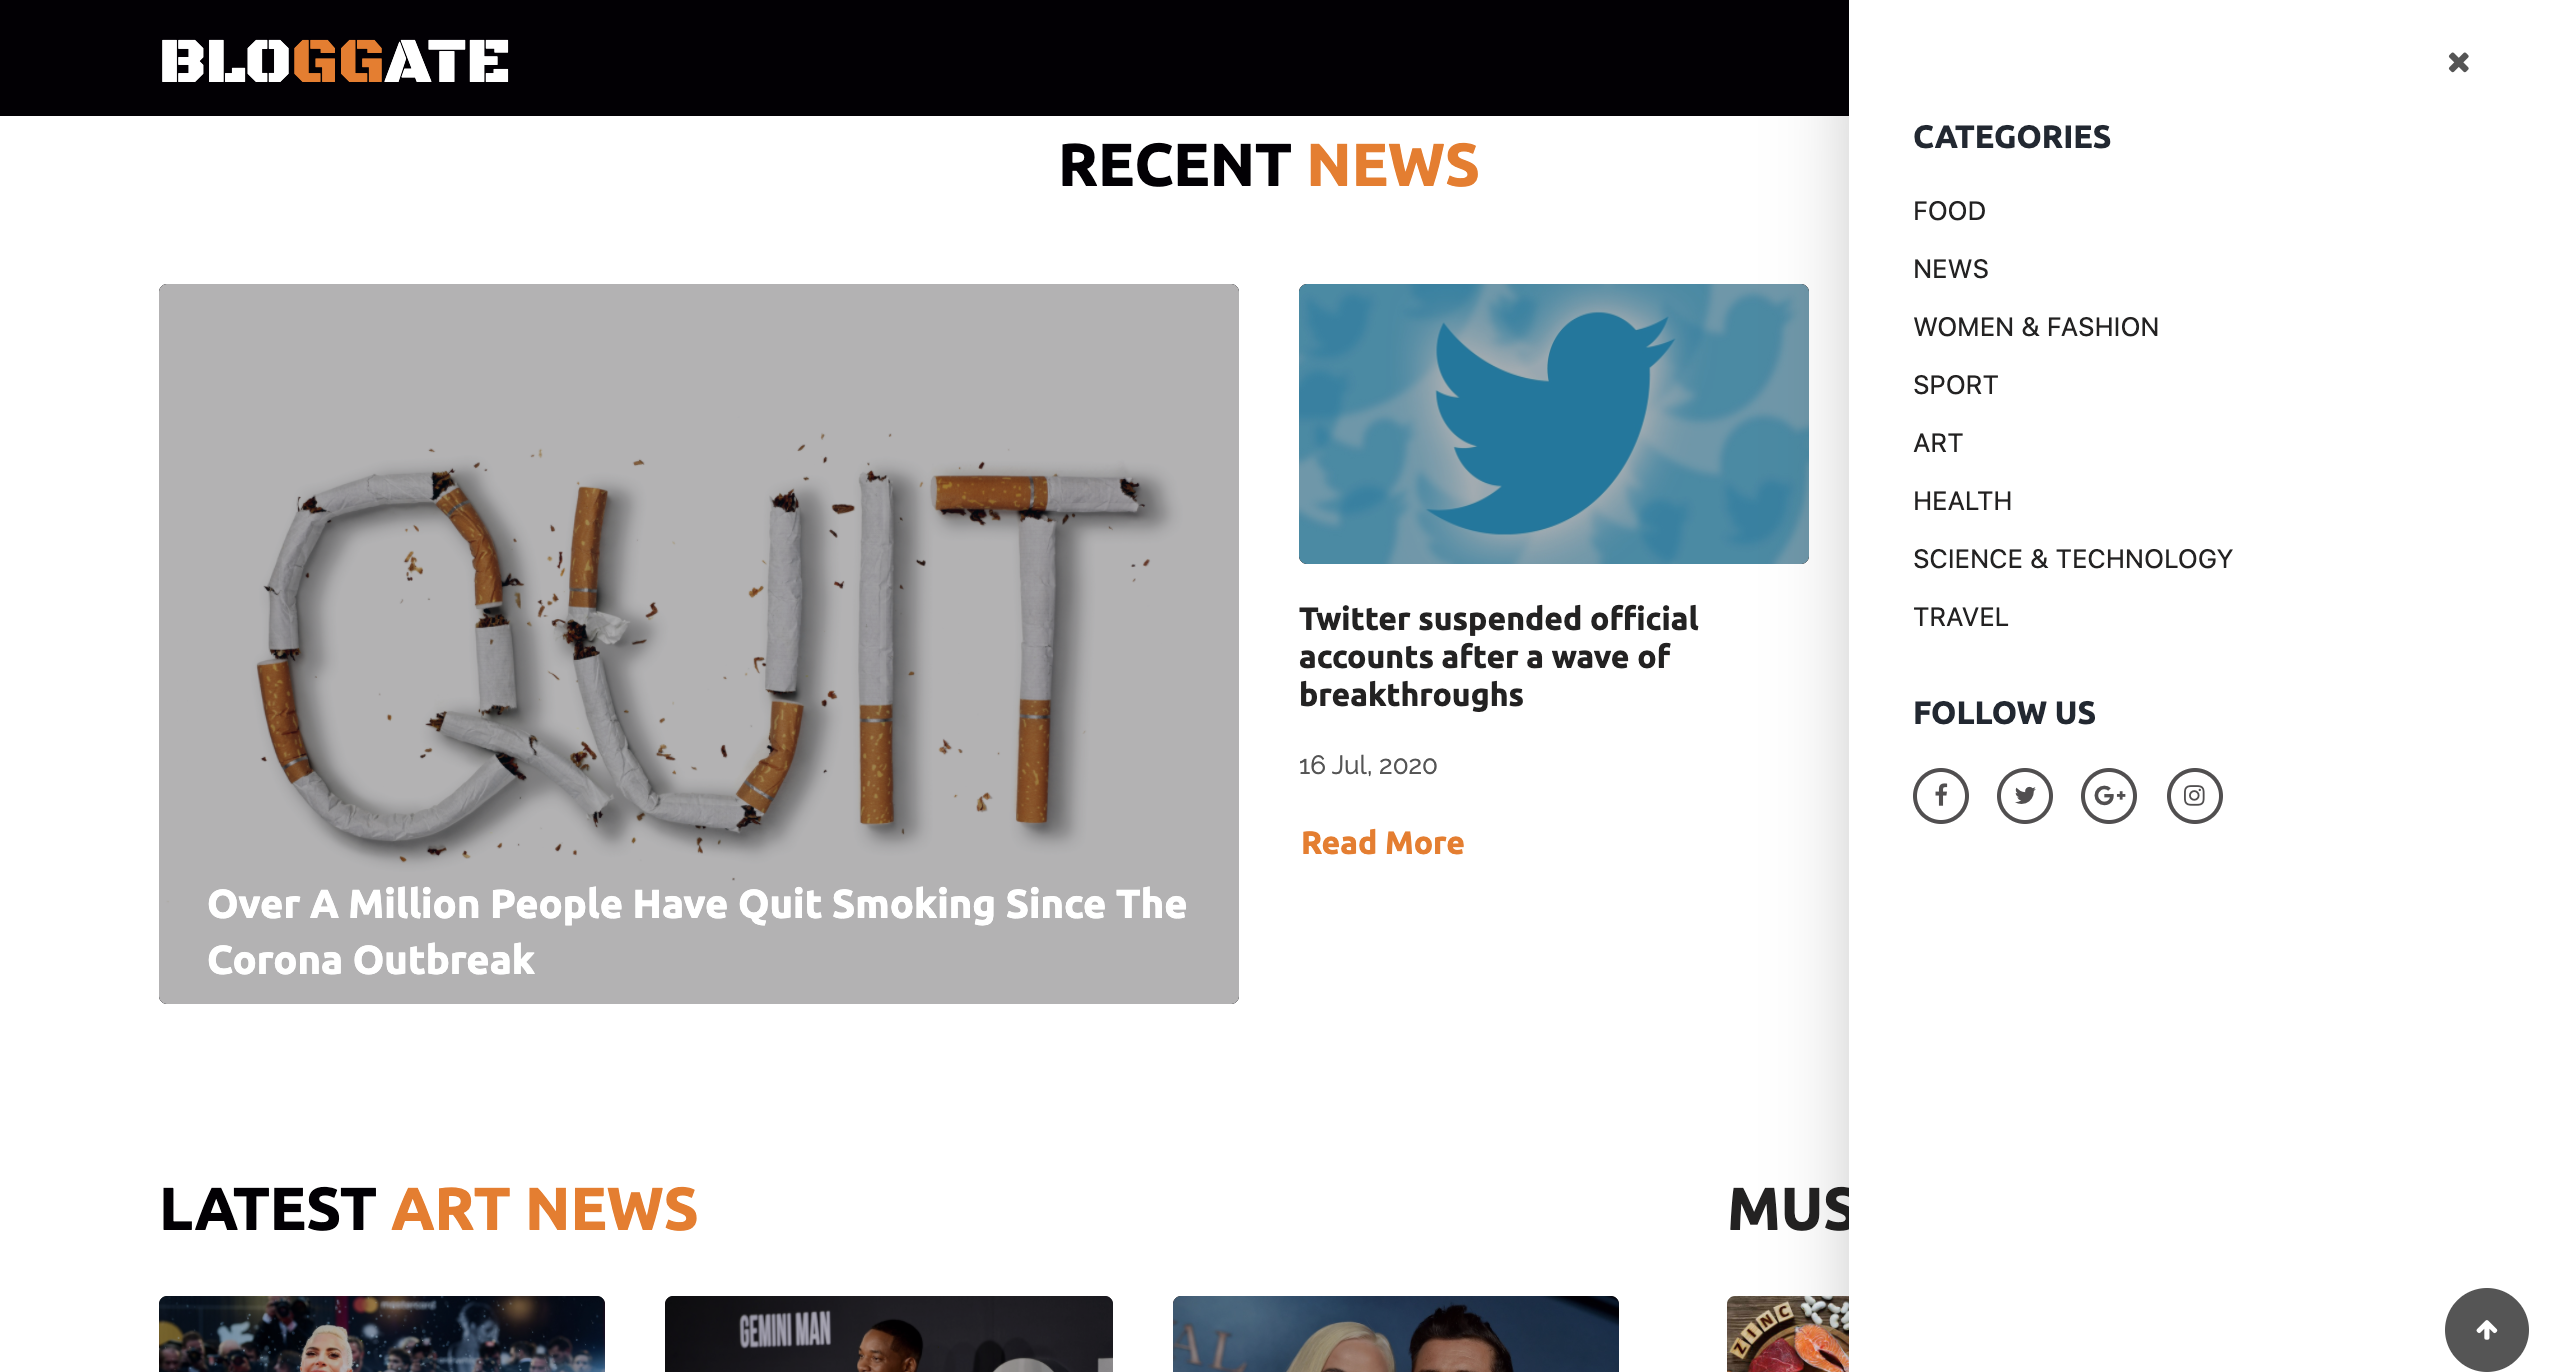 BLOGGATE
RECENT NEWS
QUIT
Over A Million People Have Quit Smoking Since The
Corona Outbreak
Twitter suspended official
accounts after a wave of
breakthroughs
16 Jul, 2020
Read More
LATEST ART NEWS
MUS
mastercard
GEMINI MAN
AL
ZINC
CATEGORIES
FOOD
NEWS
WOMEN & FASHION
SPORT
ART
HEALTH
SCIENCE & TECHNOLOGY
TRAVEL
FOLLOW US
f
G+